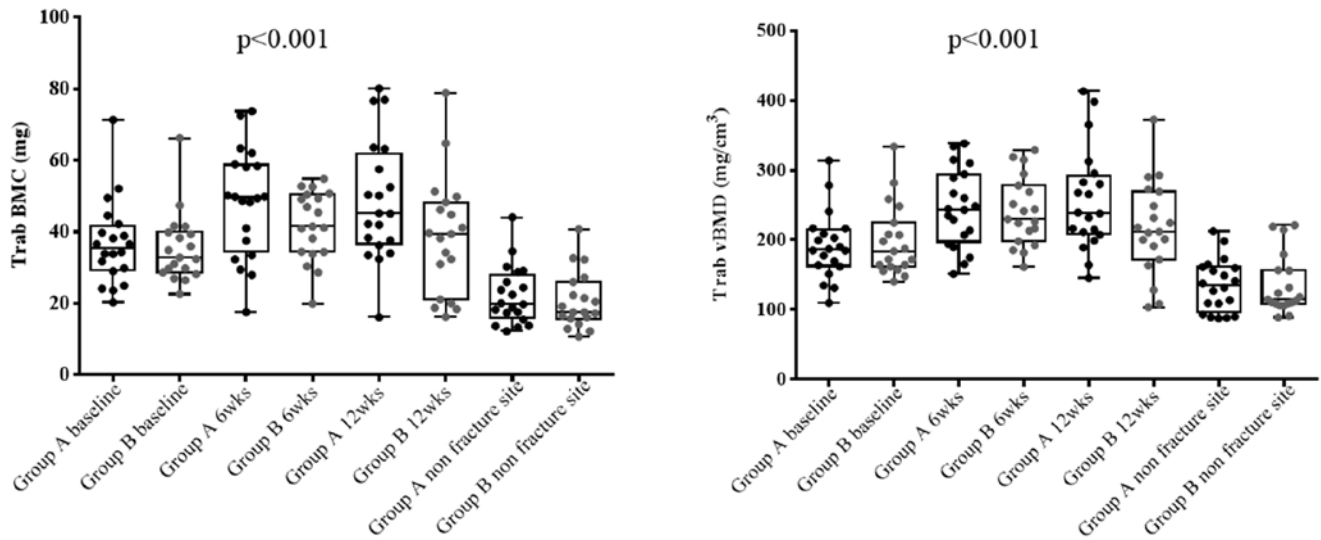 p<0.001
Trab BMC (mg)
100
80
60
40
20
0
Group A baseline
Group B baseline
Group A 6wks
Group B 6wks
Group A 12wks
Group B 12wks
Group A non fracture site
Group B non fracture site
p<0.001
Trab vBMD (mg/cm³)
500
400
300
200
100
0
Group A baseline
Group B baseline
Group A 6wks
Group B 6wks
Group A 12wks
Group B 12wks
Group A non fracture site
Group B non fracture site